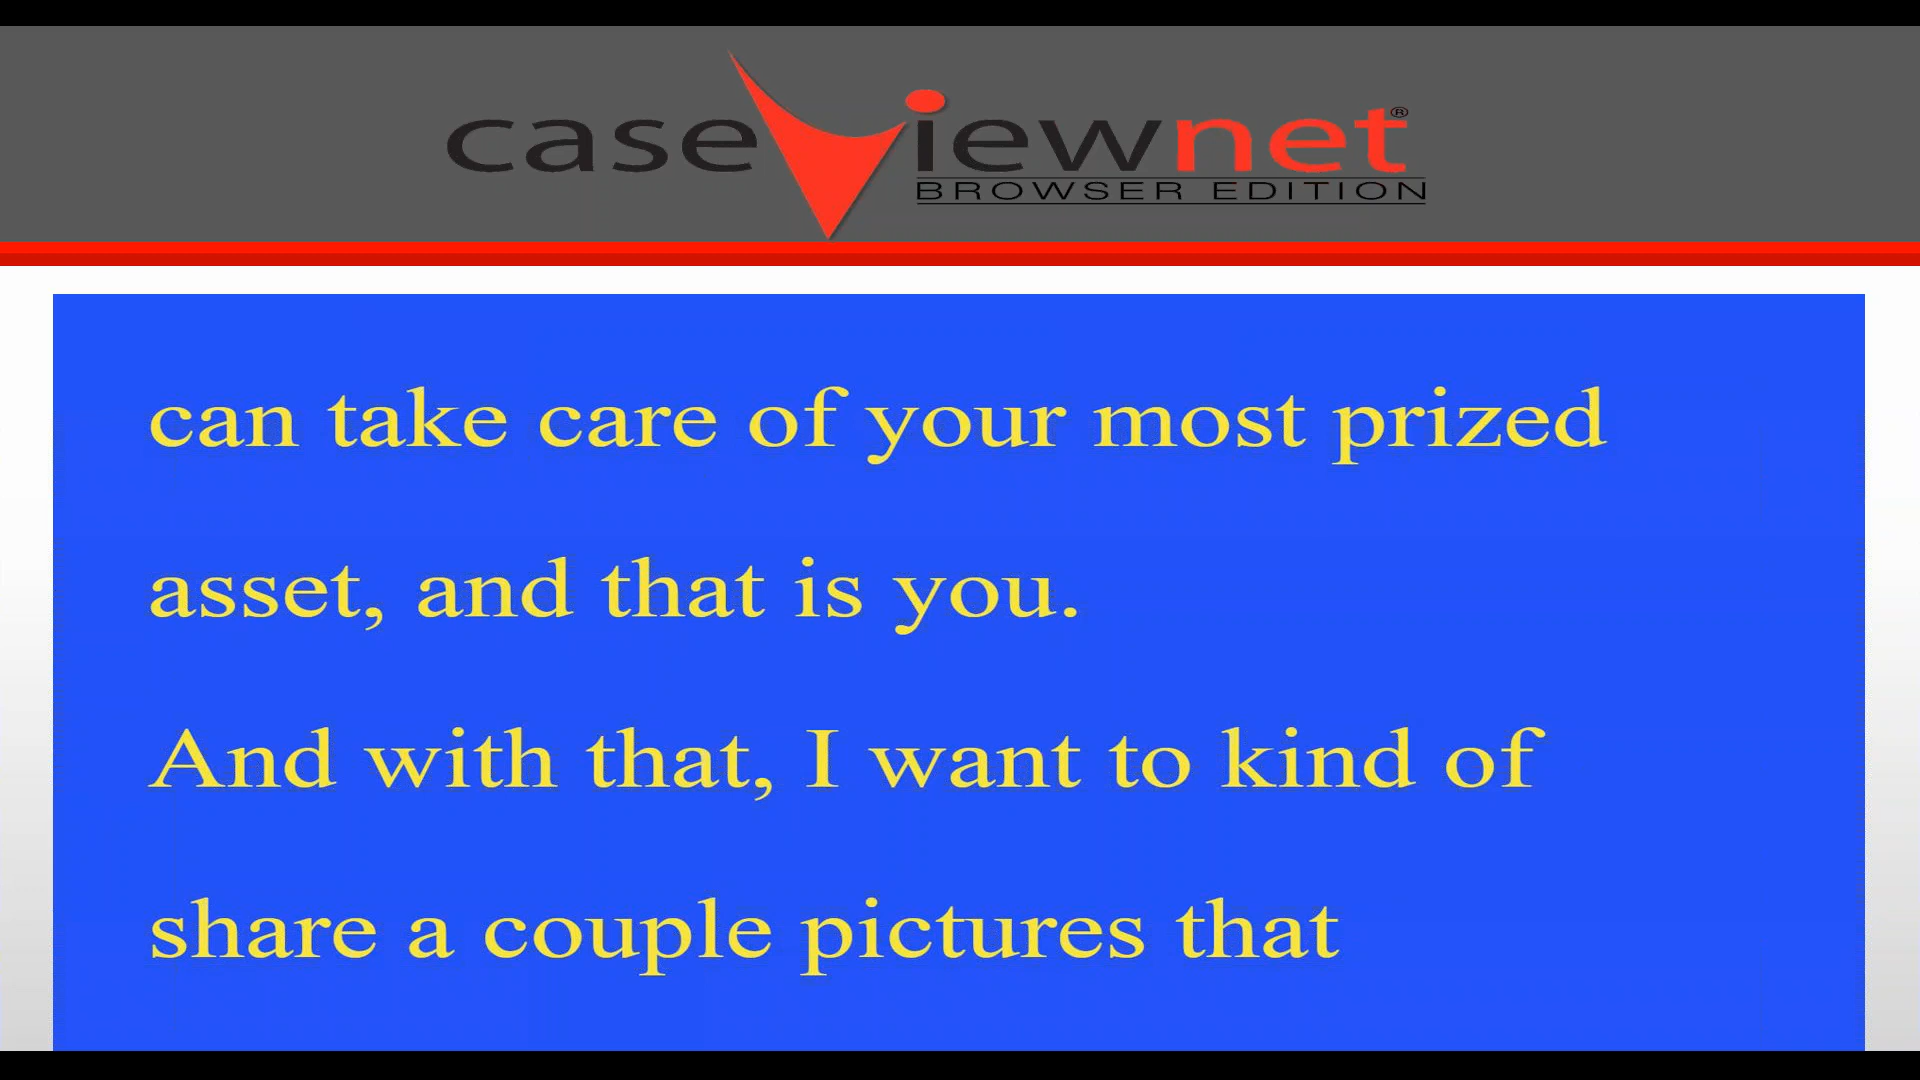 caseViewnet®
BROWSER EDITION
can take care of your most prized
asset, and that is you.
And with that, I want to kind of
share a couple pictures that